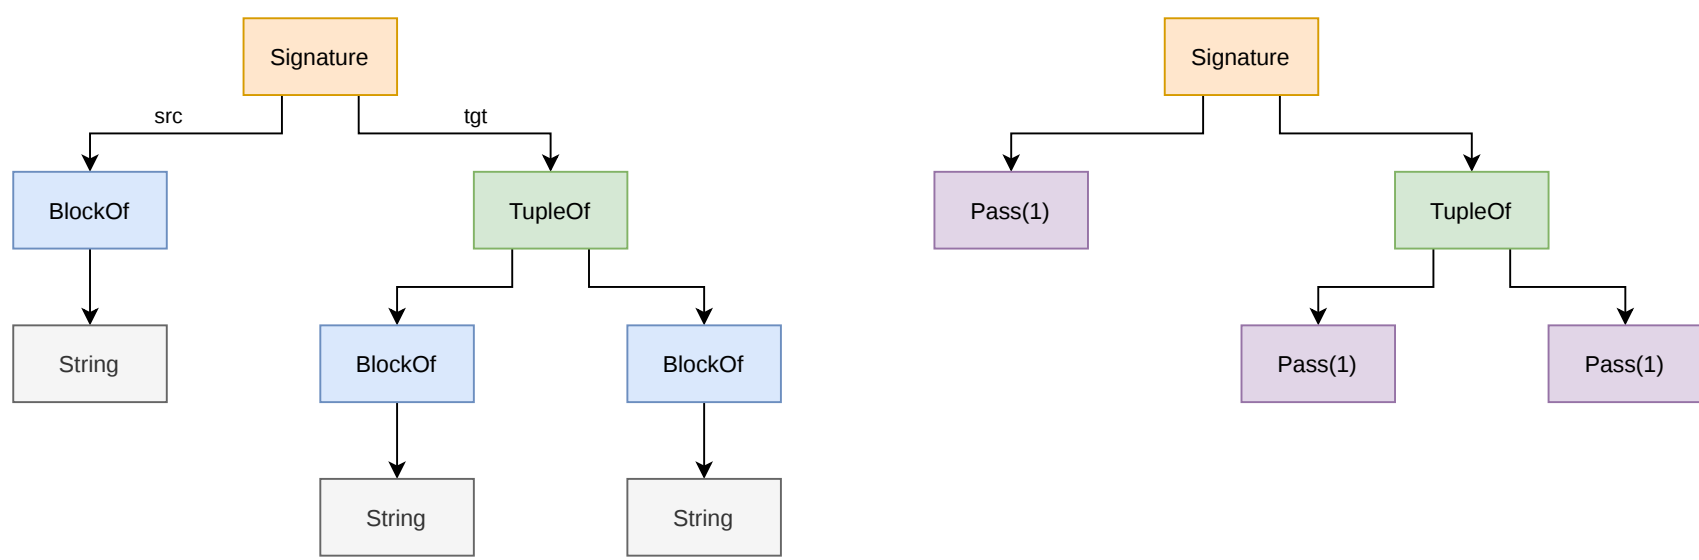 Signature
Signature
src
tgt
BlockOf
TupleOf
Pass(1)
TupleOf
String
BlockOf
BlockOf
Pass(1)
Pass(1)
String
String